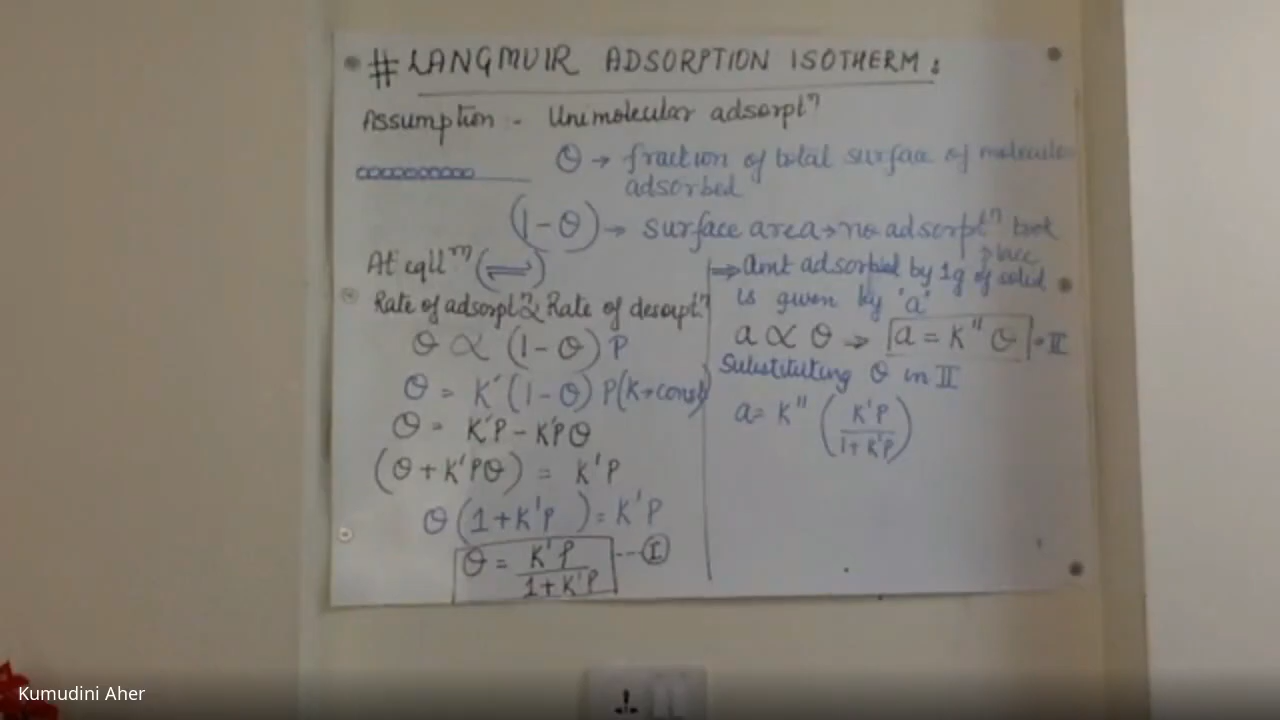 # LANGMUIR ADSORPTION ISOTHERM :
Assumption - Unimolecular adsorptⁿ
θ → fraction of total surface of molecules
adsorbed
(1-θ) → surface area → no adsorptⁿ took
place
At eqllᵐ (⇌)
Rate of adsorptⁿ & Rate of desorptⁿ
θ ∝ (1-θ) P
θ = K'(1-θ) P (K→const)
θ = K'P - K'Pθ
(θ + K'Pθ) = K'P
θ (1+K'P ) = K'P
θ = K'P / 1+K'P --- (I)
⇒ Amt adsorbed by 1g of solid
is given by 'a'
a ∝ θ ⇒ a = K'' θ - II
Substituting θ in II
a= K'' (K'P / 1+K'P)
Kumudini Aher